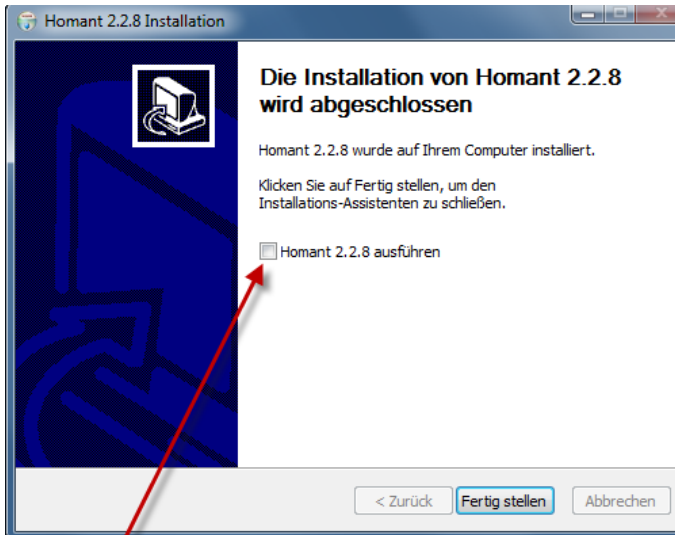 Homant 2.2.8 Installation
Die Installation von Homant 2.2.8
wird abgeschlossen
Homant 2.2.8 wurde auf Ihrem Computer installiert.
Klicken Sie auf Fertig stellen, um den
Installations-Assistenten zu schließen.
Homant 2.2.8 ausführen
< Zurück
Fertig stellen
Abbrechen